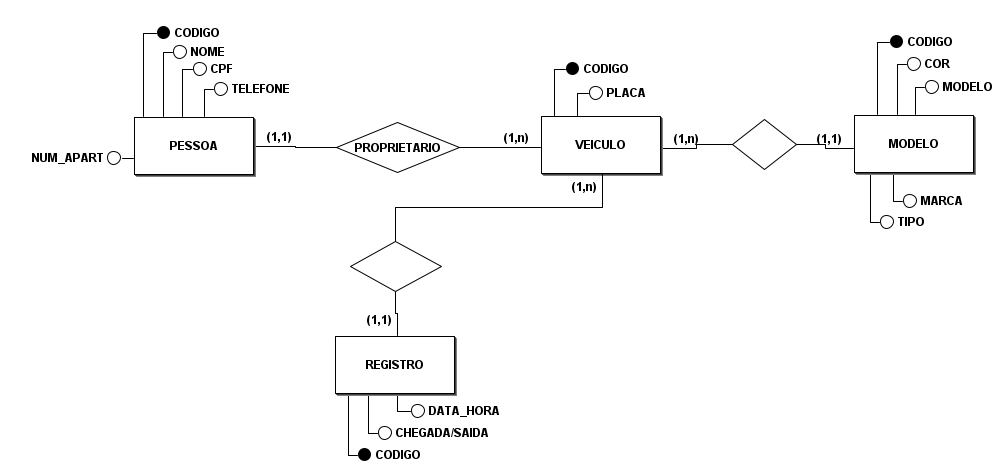 CODIGO
NOME
CPF
TELEFONE
NUM_APART
PESSOA
(1,1)
PROPRIETARIO
(1,n)
CODIGO
PLACA
VEICULO
(1,n)
(1,n)
(1,1)
CODIGO
COR
MODELO
MODELO
MARCA
TIPO
(1,1)
REGISTRO
DATA_HORA
CHEGADA/SAIDA
CODIGO